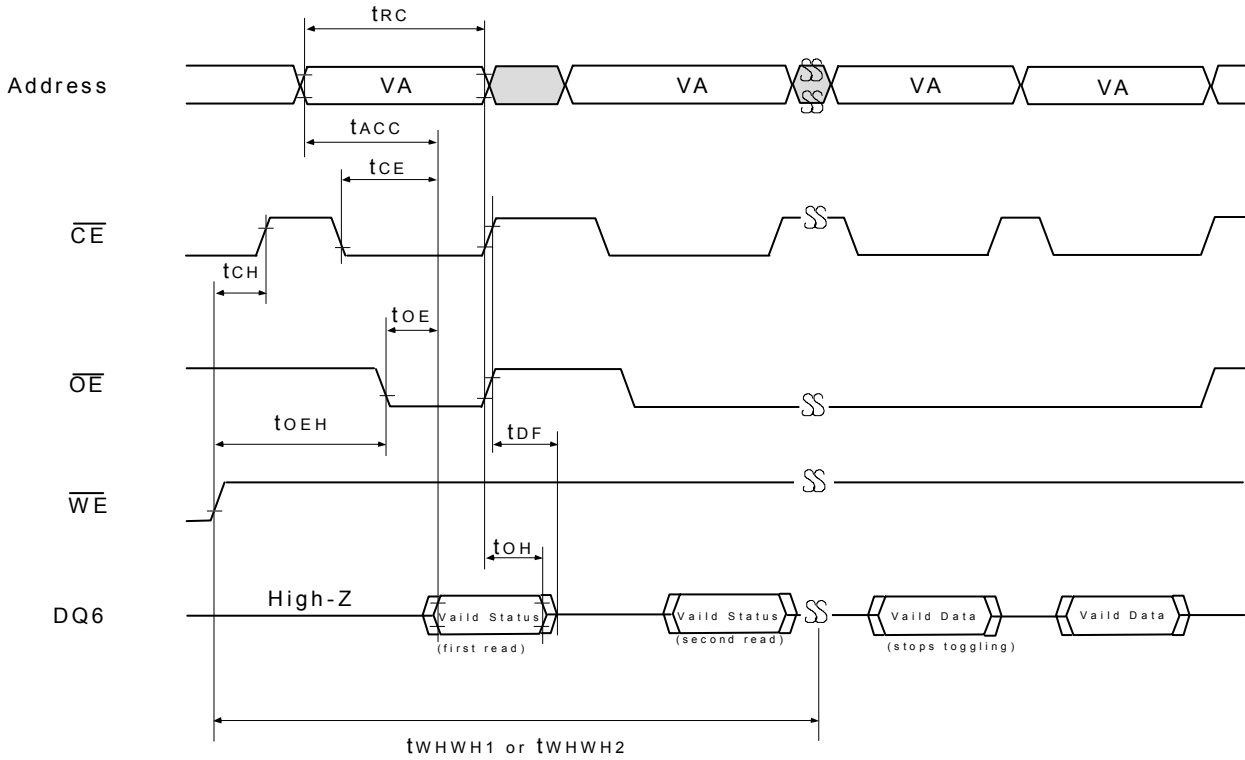 tRC
Address VA VA VA VA
tACC
tCE
CE
tCH
tOE
OE
tOEH
tDF
WE
tOH
High-Z
DQ6 Vaild Status Vaild Status Vaild Data Vaild Data
(first read) (second read) (stops toggling)
tWHWH1 or tWHWH2